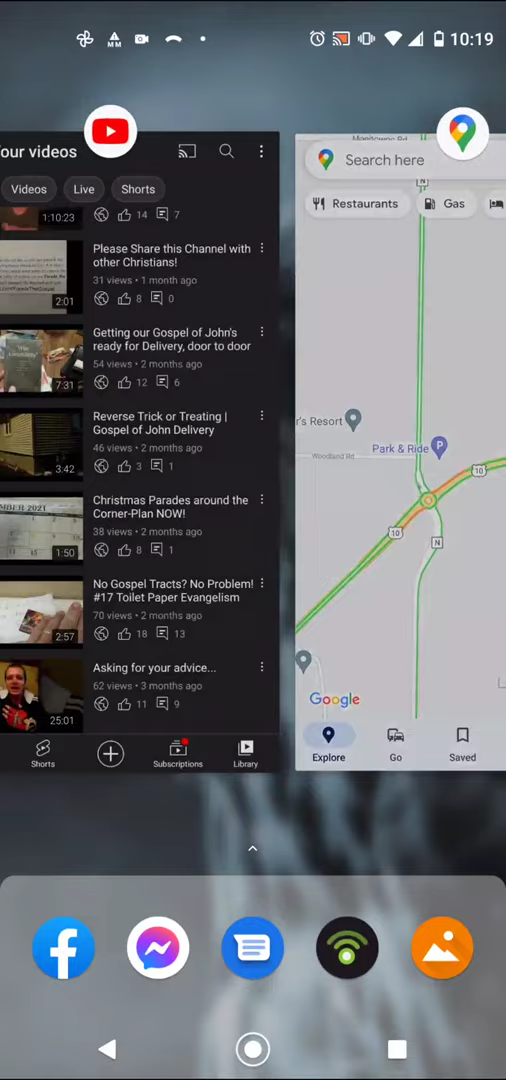 MM
10:19
our videos
Videos
Live
Shorts
1:10:23
14
7
Please Share this Channel with
other Christians!
31 views • 1 month ago
8
0
2:01
Getting our Gospel of John's
ready for Delivery, door to door
54 views • 2 months ago
12
6
7:31
Reverse Trick or Treating |
Gospel of John Delivery
46 views • 2 months ago
3
1
3:42
Christmas Parades around the
Corner-Plan NOW!
38 views • 2 months ago
8
1
EMBER 2021
1:50
No Gospel Tracts? No Problem!
#17 Toilet Paper Evangelism
70 views • 2 months ago
18
13
2:57
Asking for your advice...
62 views • 3 months ago
11
9
25:01
Shorts
Subscriptions
Library
Manitowoc Rd
Search here
N
Restaurants
Gas
r's Resort
Park & Ride
P
Woodland Rd
10
10
N
Google
Explore
Go
Saved